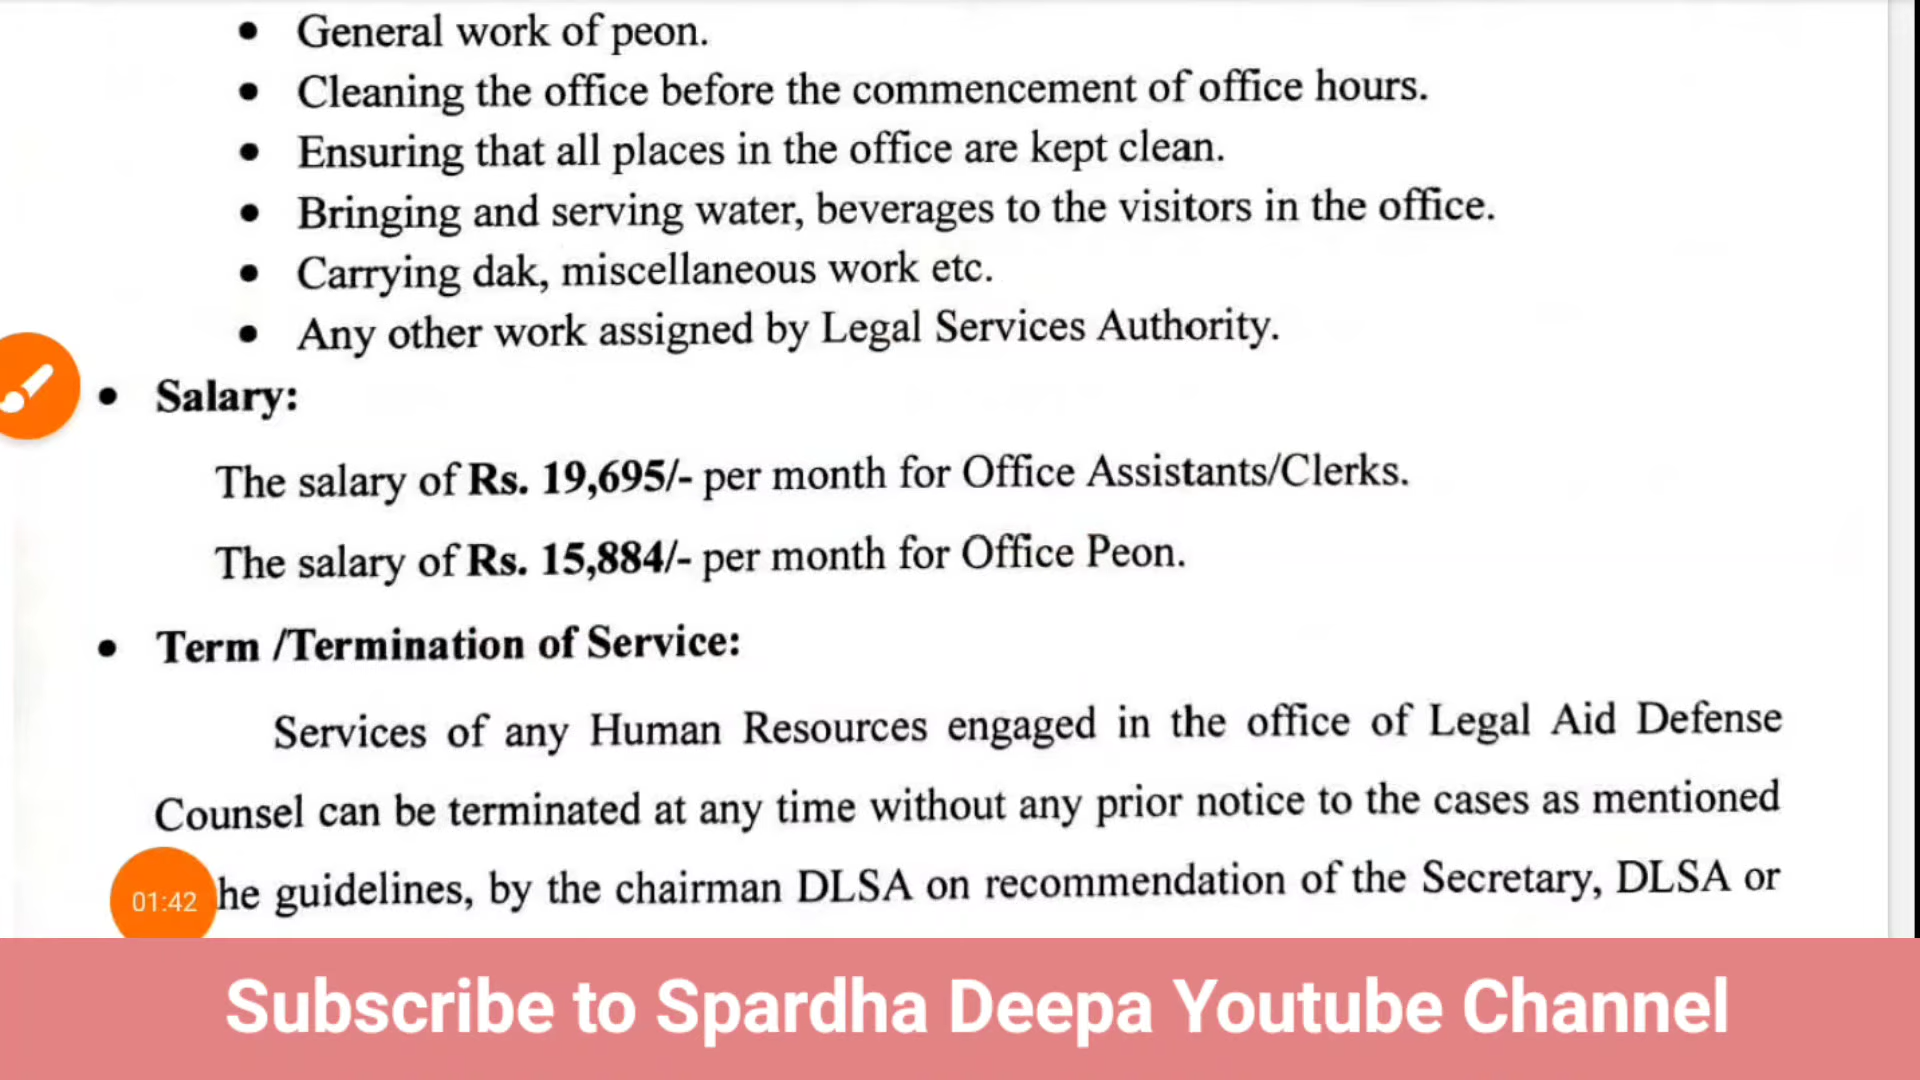 • General work of peon.
• Cleaning the office before the commencement of office hours.
• Ensuring that all places in the office are kept clean.
• Bringing and serving water, beverages to the visitors in the office.
• Carrying dak, miscellaneous work etc.
• Any other work assigned by Legal Services Authority.
• Salary:
The salary of Rs. 19,695/- per month for Office Assistants/Clerks.
The salary of Rs. 15,884/- per month for Office Peon.
• Term /Termination of Service:
Services of any Human Resources engaged in the office of Legal Aid Defense
Counsel can be terminated at any time without any prior notice to the cases as mentioned
01:42 he guidelines, by the chairman DLSA on recommendation of the Secretary, DLSA or
Subscribe to Spardha Deepa Youtube Channel